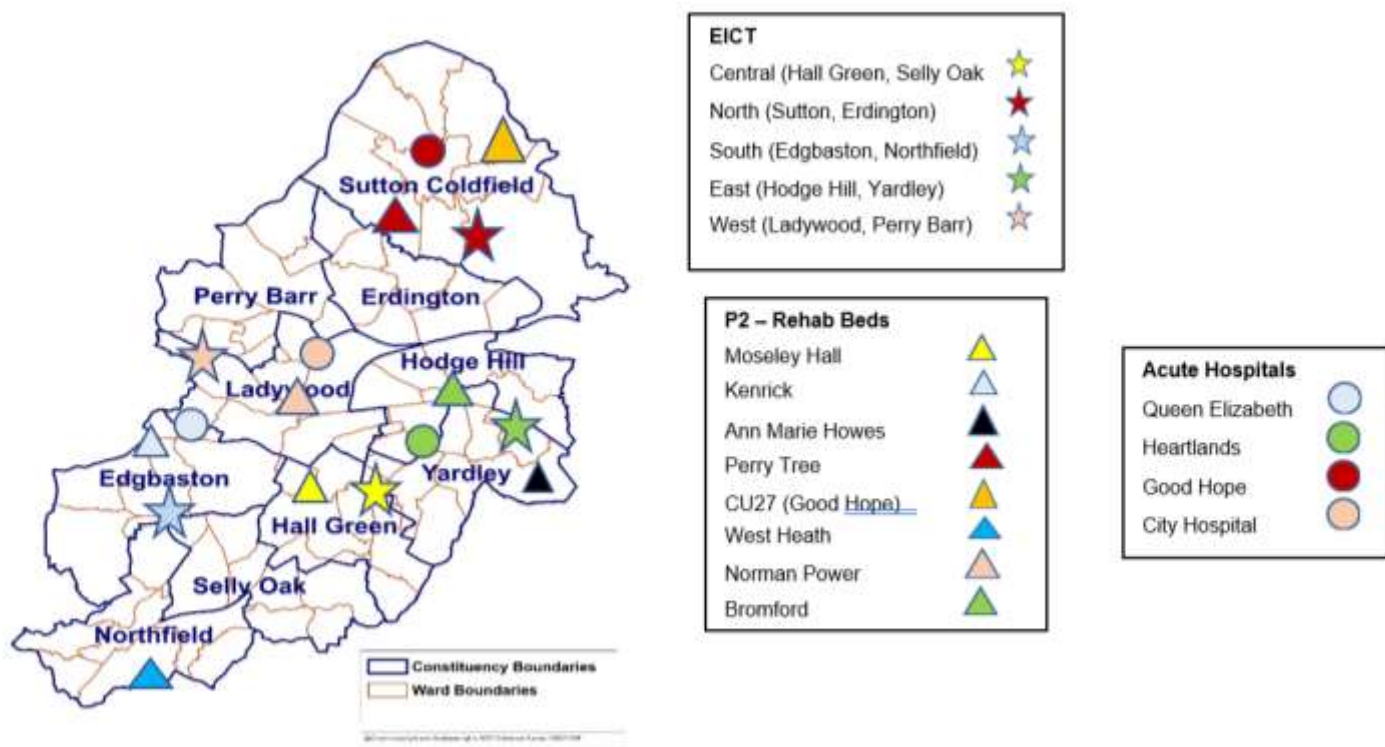 Sutton Coldfield
Perry Barr
Erdington
Hodge Hill
Ladywood
Edgbaston
Yardley
Hall Green
Selly Oak
Northfield
Constituency Boundaries
Ward Boundaries
EICT
Central (Hall Green, Selly Oak
North (Sutton, Erdington)
South (Edgbaston, Northfield)
East (Hodge Hill, Yardley)
West (Ladywood, Perry Barr)
P2 – Rehab Beds
Moseley Hall
Kenrick
Ann Marie Howes
Perry Tree
CU27 (Good Hope)
West Heath
Norman Power
Bromford
Acute Hospitals
Queen Elizabeth
Heartlands
Good Hope
City Hospital